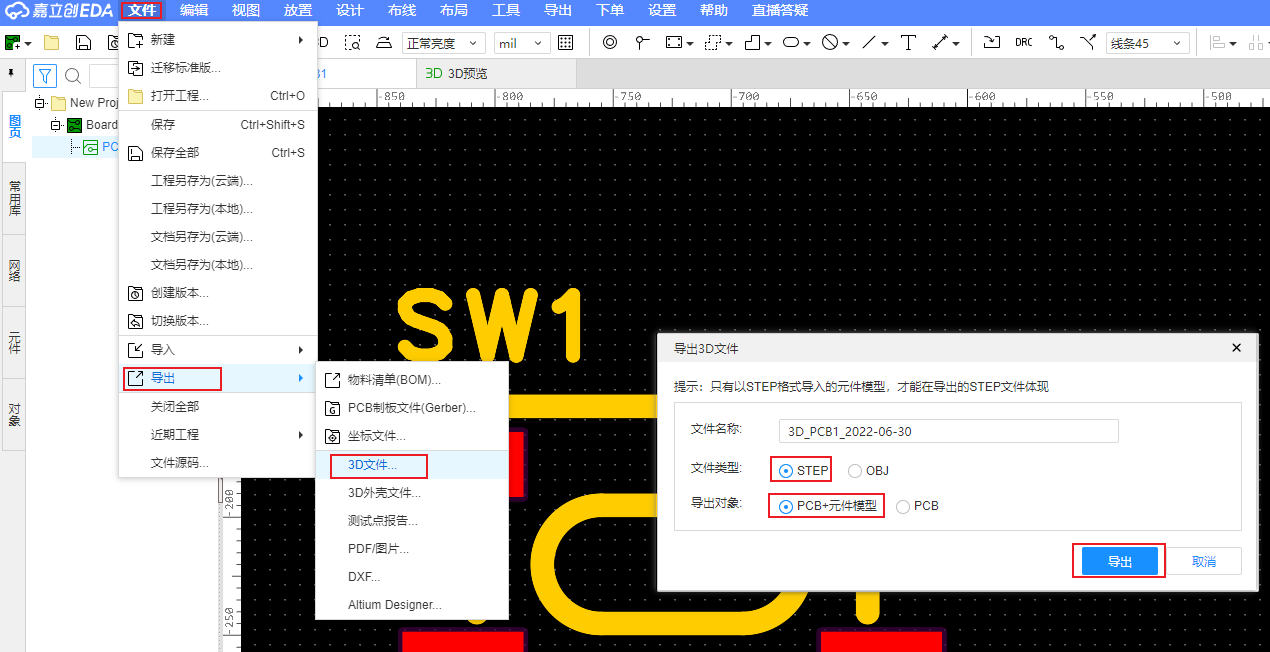 嘉立创EDA 文件 编辑 视图 放置 设计 布线 布局 工具 导出 下单 设置 帮助 直播答疑
3D 正常亮度 mil DRC 线条45
3D 3D预览
图页
常用库
网络
元件
对象
New Proj
Board
PC
新建
迁移标准版...
打开工程... Ctrl+O
保存 Ctrl+Shift+S
保存全部 Ctrl+S
工程另存为(云端)...
工程另存为(本地)...
文档另存为(云端)...
文档另存为(本地)...
创建版本...
切换版本...
导入
导出
关闭全部
近期工程
文件源码...
物料清单(BOM)...
PCB制板文件(Gerber)...
坐标文件...
3D文件...
3D外壳文件...
测试点报告...
PDF/图片...
DXF...
Altium Designer...
-850 -800 -750 -700 -650 -600 -550 -500
-200
-250
SW1
导出3D文件
提示：只有以STEP格式导入的元件模型，才能在导出的STEP文件体现
文件名称: 3D_PCB1_2022-06-30
文件类型: STEP OBJ
导出对象: PCB+元件模型 PCB
导出 取消